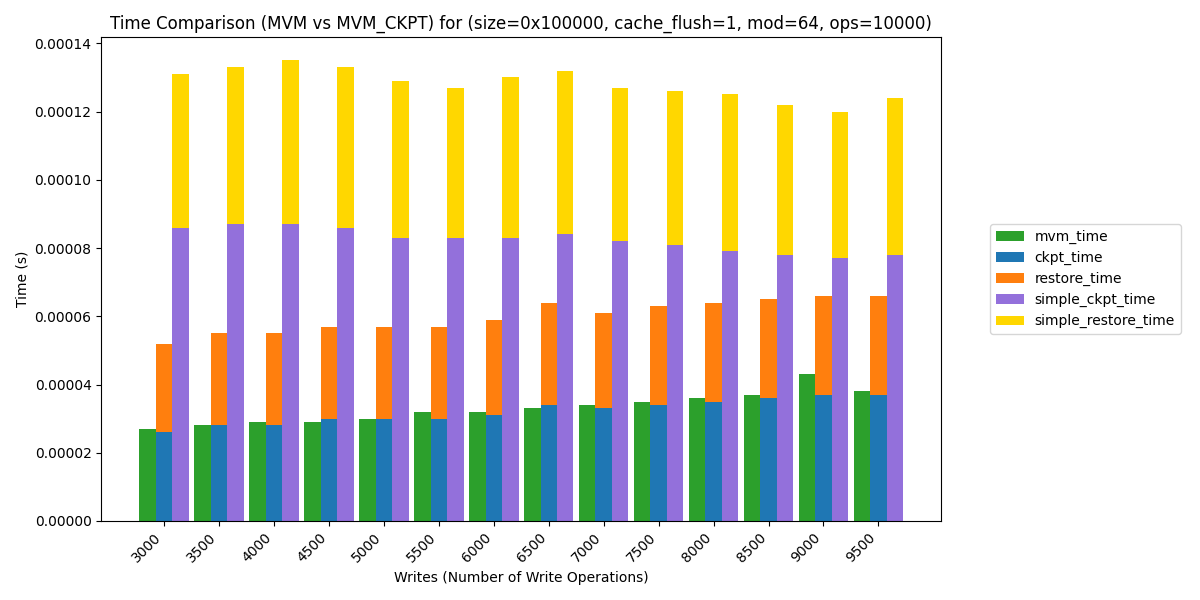 Time Comparison (MVM vs MVM_CKPT) for (size=0x100000, cache_flush=1, mod=64, ops=10000)
0.00014
0.00012
0.00010
0.00008
0.00006
0.00004
0.00002
0.00000
Time (s)
3000 3500 4000 4500 5000 5500 6000 6500 7000 7500 8000 8500 9000 9500
Writes (Number of Write Operations)
mvm_time
ckpt_time
restore_time
simple_ckpt_time
simple_restore_time